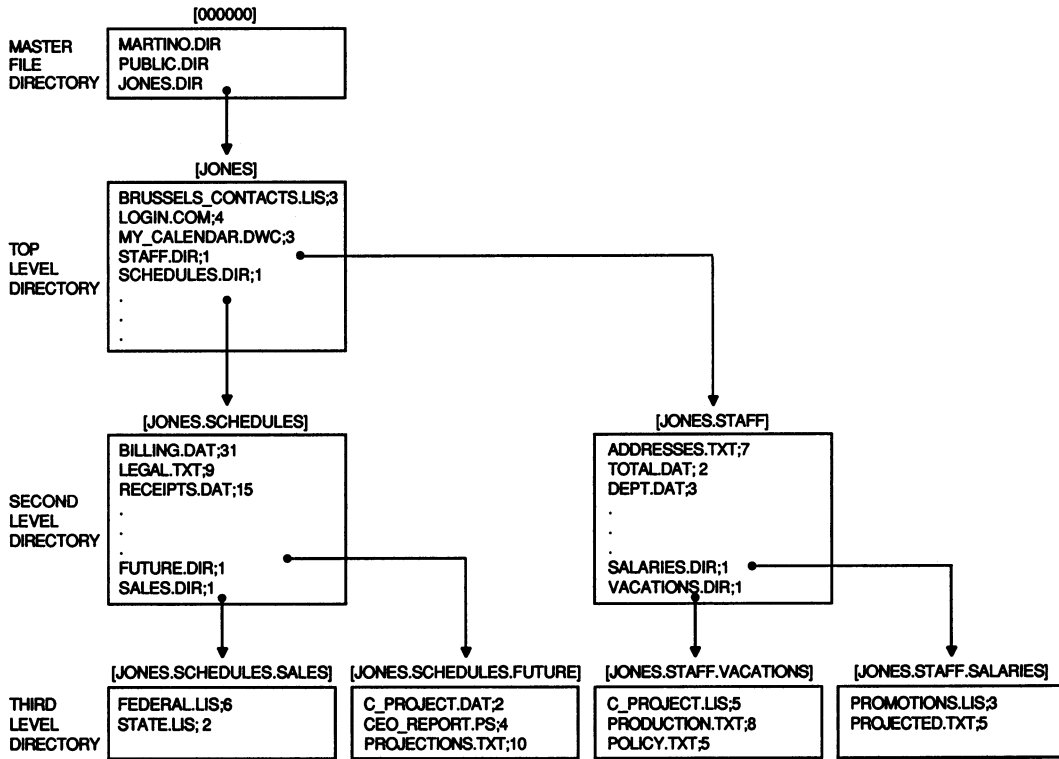 [000000]
MASTER
FILE
DIRECTORY
MARTINO.DIR
PUBLIC.DIR
JONES.DIR
[JONES]
TOP
LEVEL
DIRECTORY
BRUSSELS_CONTACTS.LIS;3
LOGIN.COM;4
MY_CALENDAR.DWC;3
STAFF.DIR;1
SCHEDULES.DIR;1
.
.
.
[JONES.SCHEDULES]
SECOND
LEVEL
DIRECTORY
BILLING.DAT;31
LEGAL.TXT;9
RECEIPTS.DAT;15
.
.
.
FUTURE.DIR;1
SALES.DIR;1
[JONES.STAFF]
ADDRESSES.TXT;7
TOTAL.DAT; 2
DEPT.DAT;3
.
.
.
SALARIES.DIR;1
VACATIONS.DIR;1
THIRD
LEVEL
DIRECTORY
[JONES.SCHEDULES.SALES]
FEDERAL.LIS;6
STATE.LIS; 2
[JONES.SCHEDULES.FUTURE]
C_PROJECT.DAT;2
CEO_REPORT.PS;4
PROJECTIONS.TXT;10
[JONES.STAFF.VACATIONS]
C_PROJECT.LIS;5
PRODUCTION.TXT;8
POLICY.TXT;5
[JONES.STAFF.SALARIES]
PROMOTIONS.LIS;3
PROJECTED.TXT;5